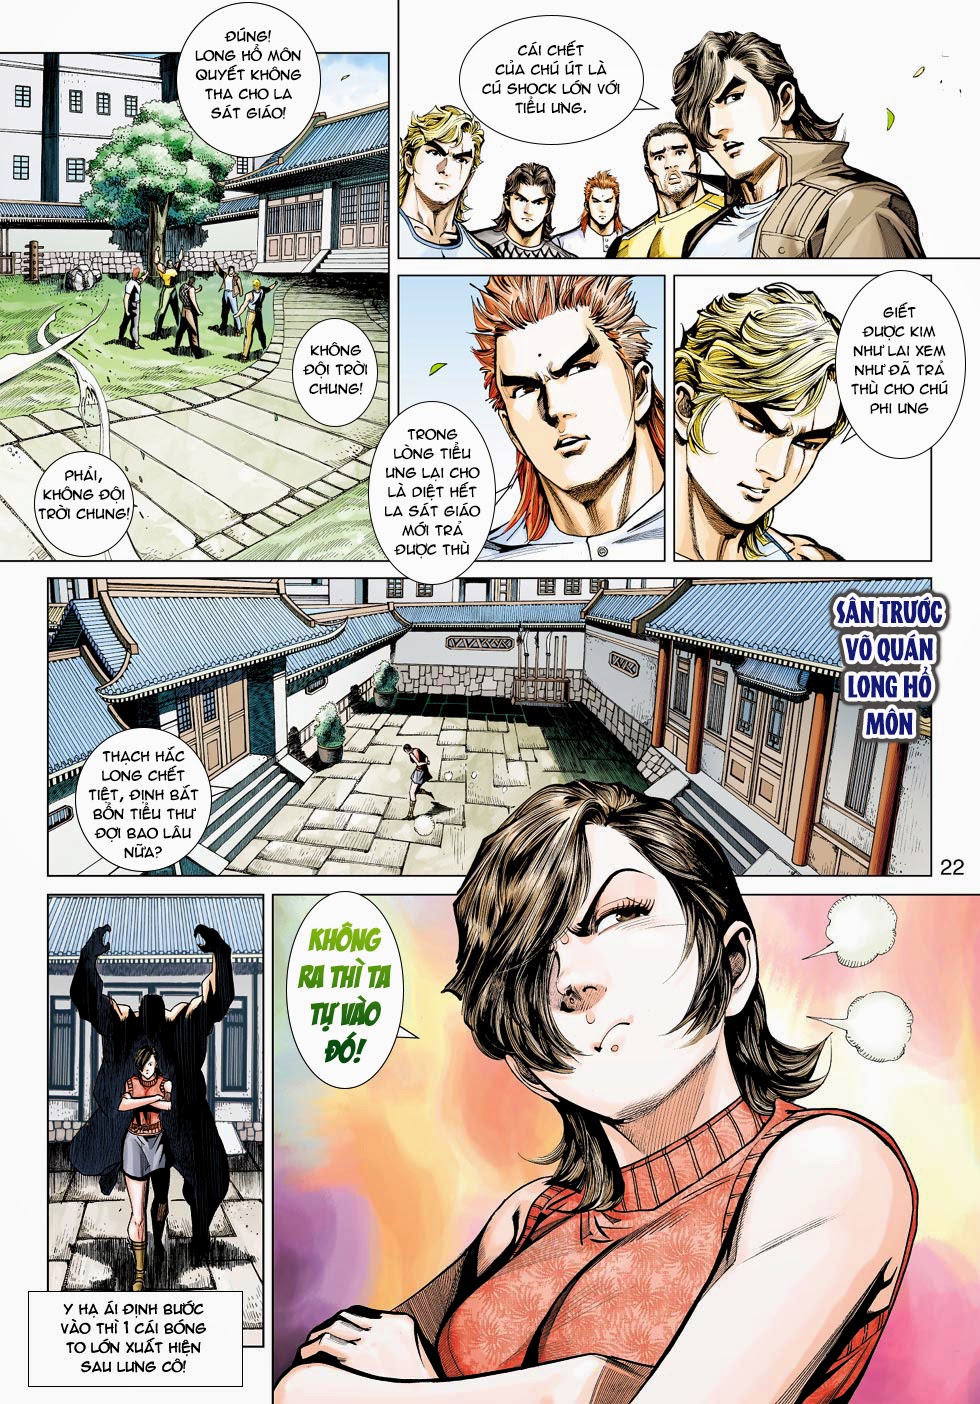 CÁI CHẾT
CỦA CHÚ ÚT LÀ
CÚ SHOCK LỚN VỚI
TIỂU UNG.
ĐÚNG!
LONG HỔ MÔN
QUYẾT KHÔNG
THA CHO LA
SÁT GIÁO!
KHÔNG
ĐỘI TRỜI
CHUNG!
PHẢI,
KHÔNG ĐỘI
TRỜI CHUNG!
TRONG
LÒNG TIỂU
UNG LẠI CHO
LÀ DIỆT HẾT
LA SÁT GIÁO
MỚI TRẢ
ĐƯỢC THÙ
GIẾT
ĐƯỢC KIM
NHƯ LAI XEM
NHƯ ĐÃ TRẢ
THÙ CHO CHÚ
PHI UNG
SÂN TRƯỚC
VÕ QUÁN
LONG HỔ
MÔN
THẠCH HẮC
LONG CHẾT
TIỆT, ĐỊNH BẮT
BỔN TIỂU THƯ
ĐỢI BAO LÂU
NỮA?
22
KHÔNG
RA THÌ TA
TỰ VÀO
ĐÓ!
Y HẠ ÁI ĐỊNH BƯỚC
VÀO THÌ 1 CÁI BÓNG
TO LỚN XUẤT HIỆN
SAU LƯNG CÔ!